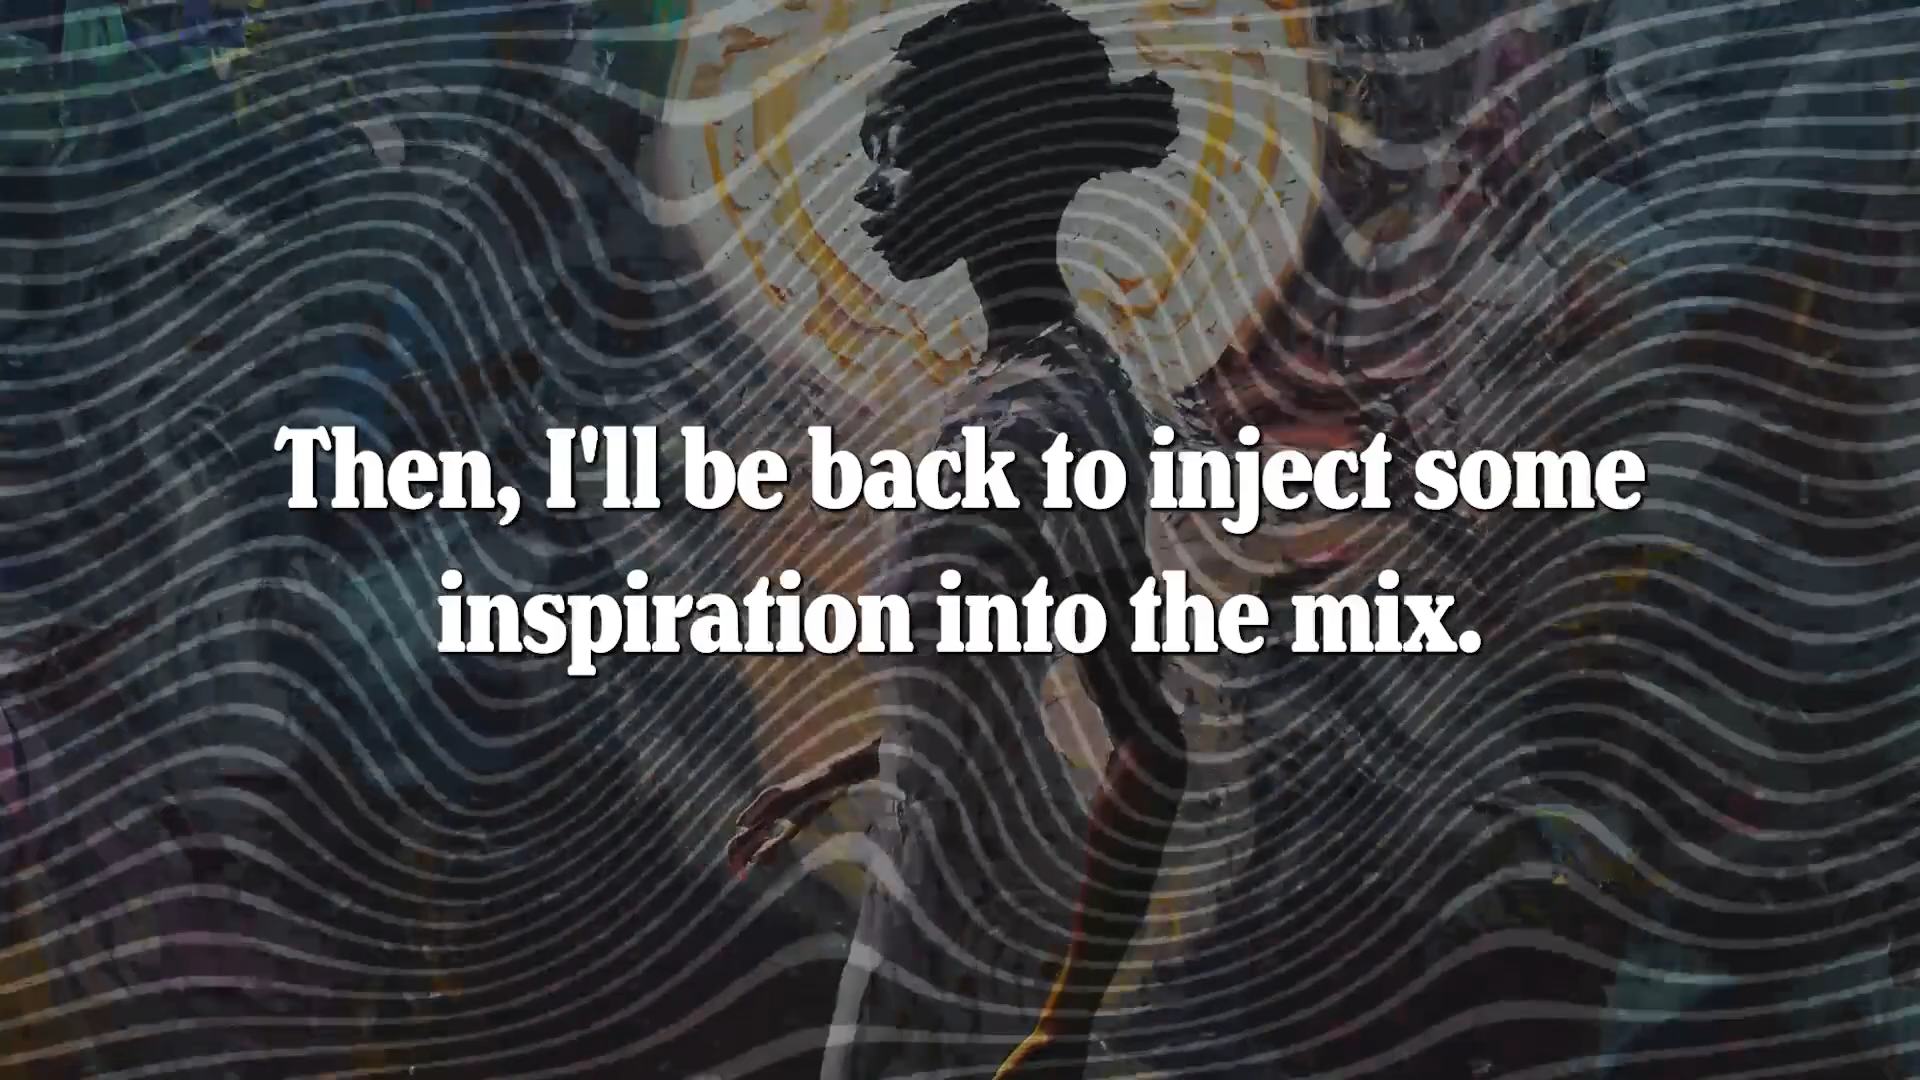 Then, I'll be back to inject some
inspiration into the mix.